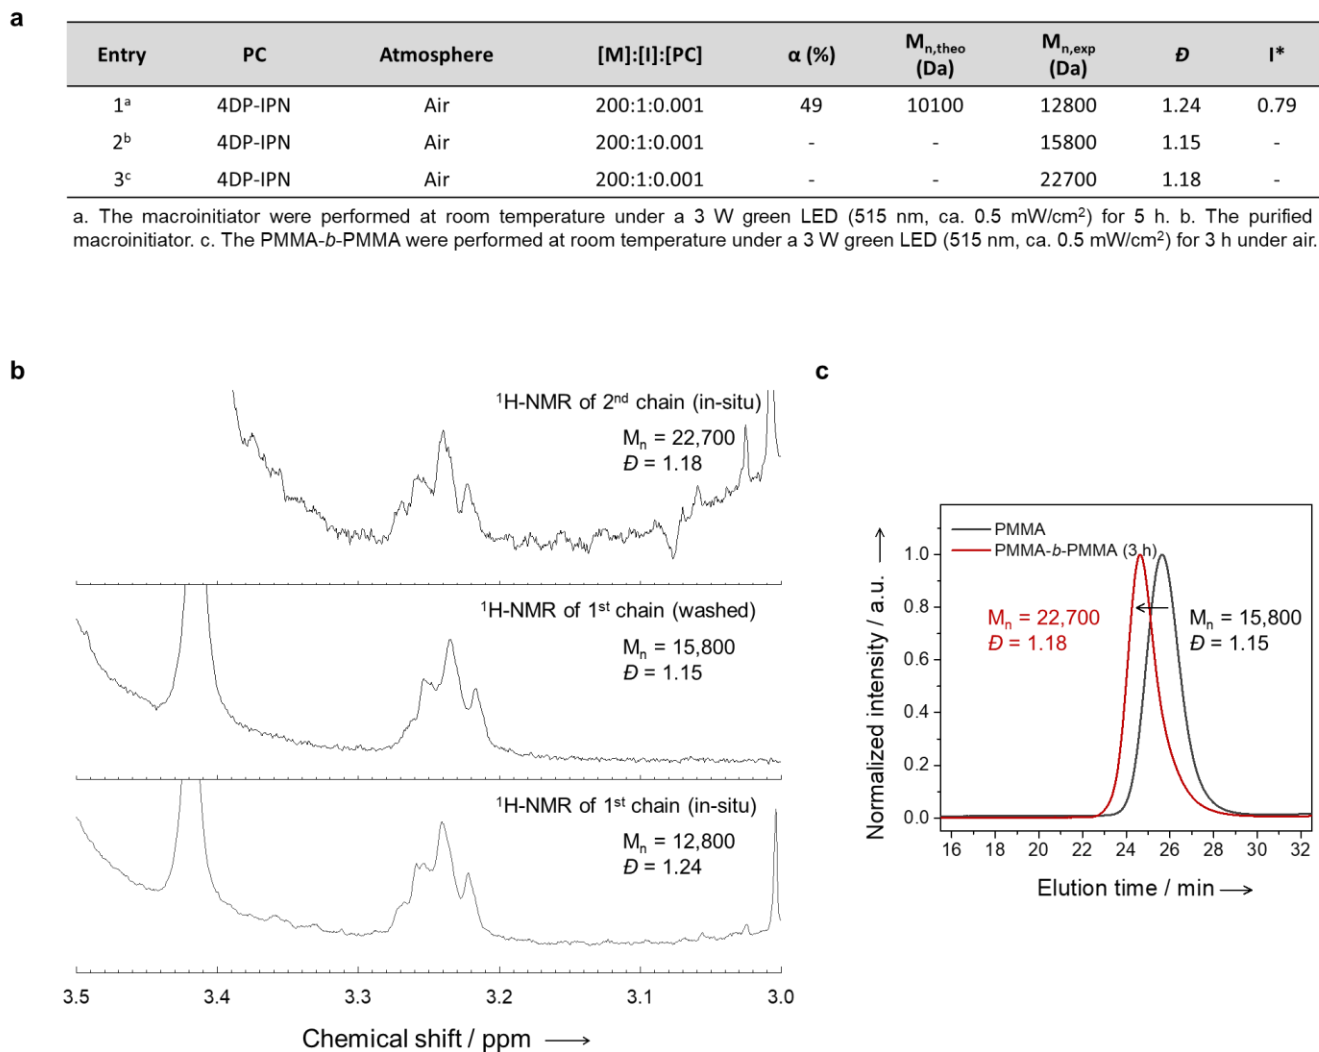 a
Entry PC Atmosphere [M]:[I]:[PC] α (%) Mn,theo (Da) Mn,exp (Da) Đ I*
1a 4DP-IPN Air 200:1:0.001 49 10100 12800 1.24 0.79
2b 4DP-IPN Air 200:1:0.001 - - 15800 1.15 -
3c 4DP-IPN Air 200:1:0.001 - - 22700 1.18 -
a. The macroinitiator were performed at room temperature under a 3 W green LED (515 nm, ca. 0.5 mW/cm2) for 5 h. b. The purified
macroinitiator. c. The PMMA-b-PMMA were performed at room temperature under a 3 W green LED (515 nm, ca. 0.5 mW/cm2) for 3 h under air.
b
1H-NMR of 2nd chain (in-situ)
Mn = 22,700
Đ = 1.18
1H-NMR of 1st chain (washed)
Mn = 15,800
Đ = 1.15
1H-NMR of 1st chain (in-situ)
Mn = 12,800
Đ = 1.24
3.5 3.4 3.3 3.2 3.1 3.0
Chemical shift / ppm →
c
PMMA
PMMA-b-PMMA (3 h)
Mn = 22,700
Đ = 1.18
Mn = 15,800
Đ = 1.15
1.0
0.8
0.6
0.4
0.2
0.0
Normalized intensity / a.u. →
16 18 20 22 24 26 28 30 32
Elution time / min →